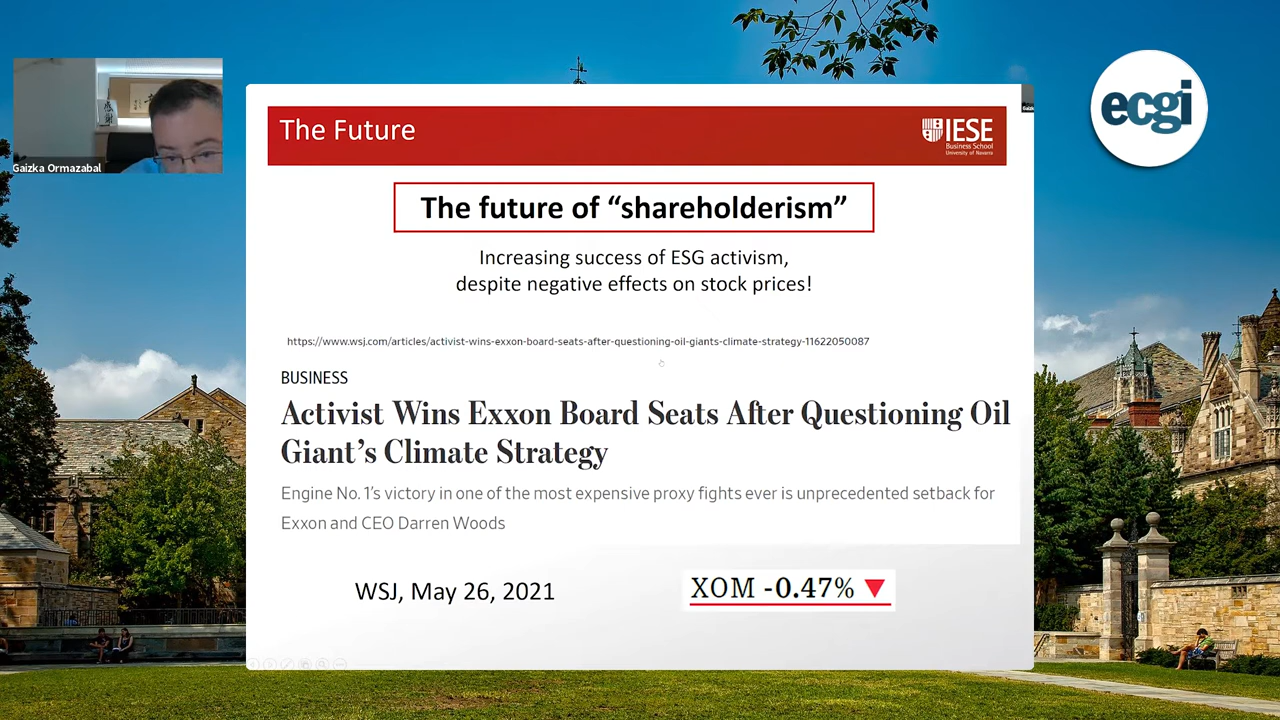 Gaizka Ormazabal
ecgi
The Future
IESE
Business School
University of Navarra
The future of “shareholderism”
Increasing success of ESG activism,
despite negative effects on stock prices!
https://www.wsj.com/articles/activist-wins-exxon-board-seats-after-questioning-oil-giants-climate-strategy-11622050087
BUSINESS
Activist Wins Exxon Board Seats After Questioning Oil
Giant’s Climate Strategy
Engine No. 1’s victory in one of the most expensive proxy fights ever is unprecedented setback for
Exxon and CEO Darren Woods
WSJ, May 26, 2021
XOM -0.47%